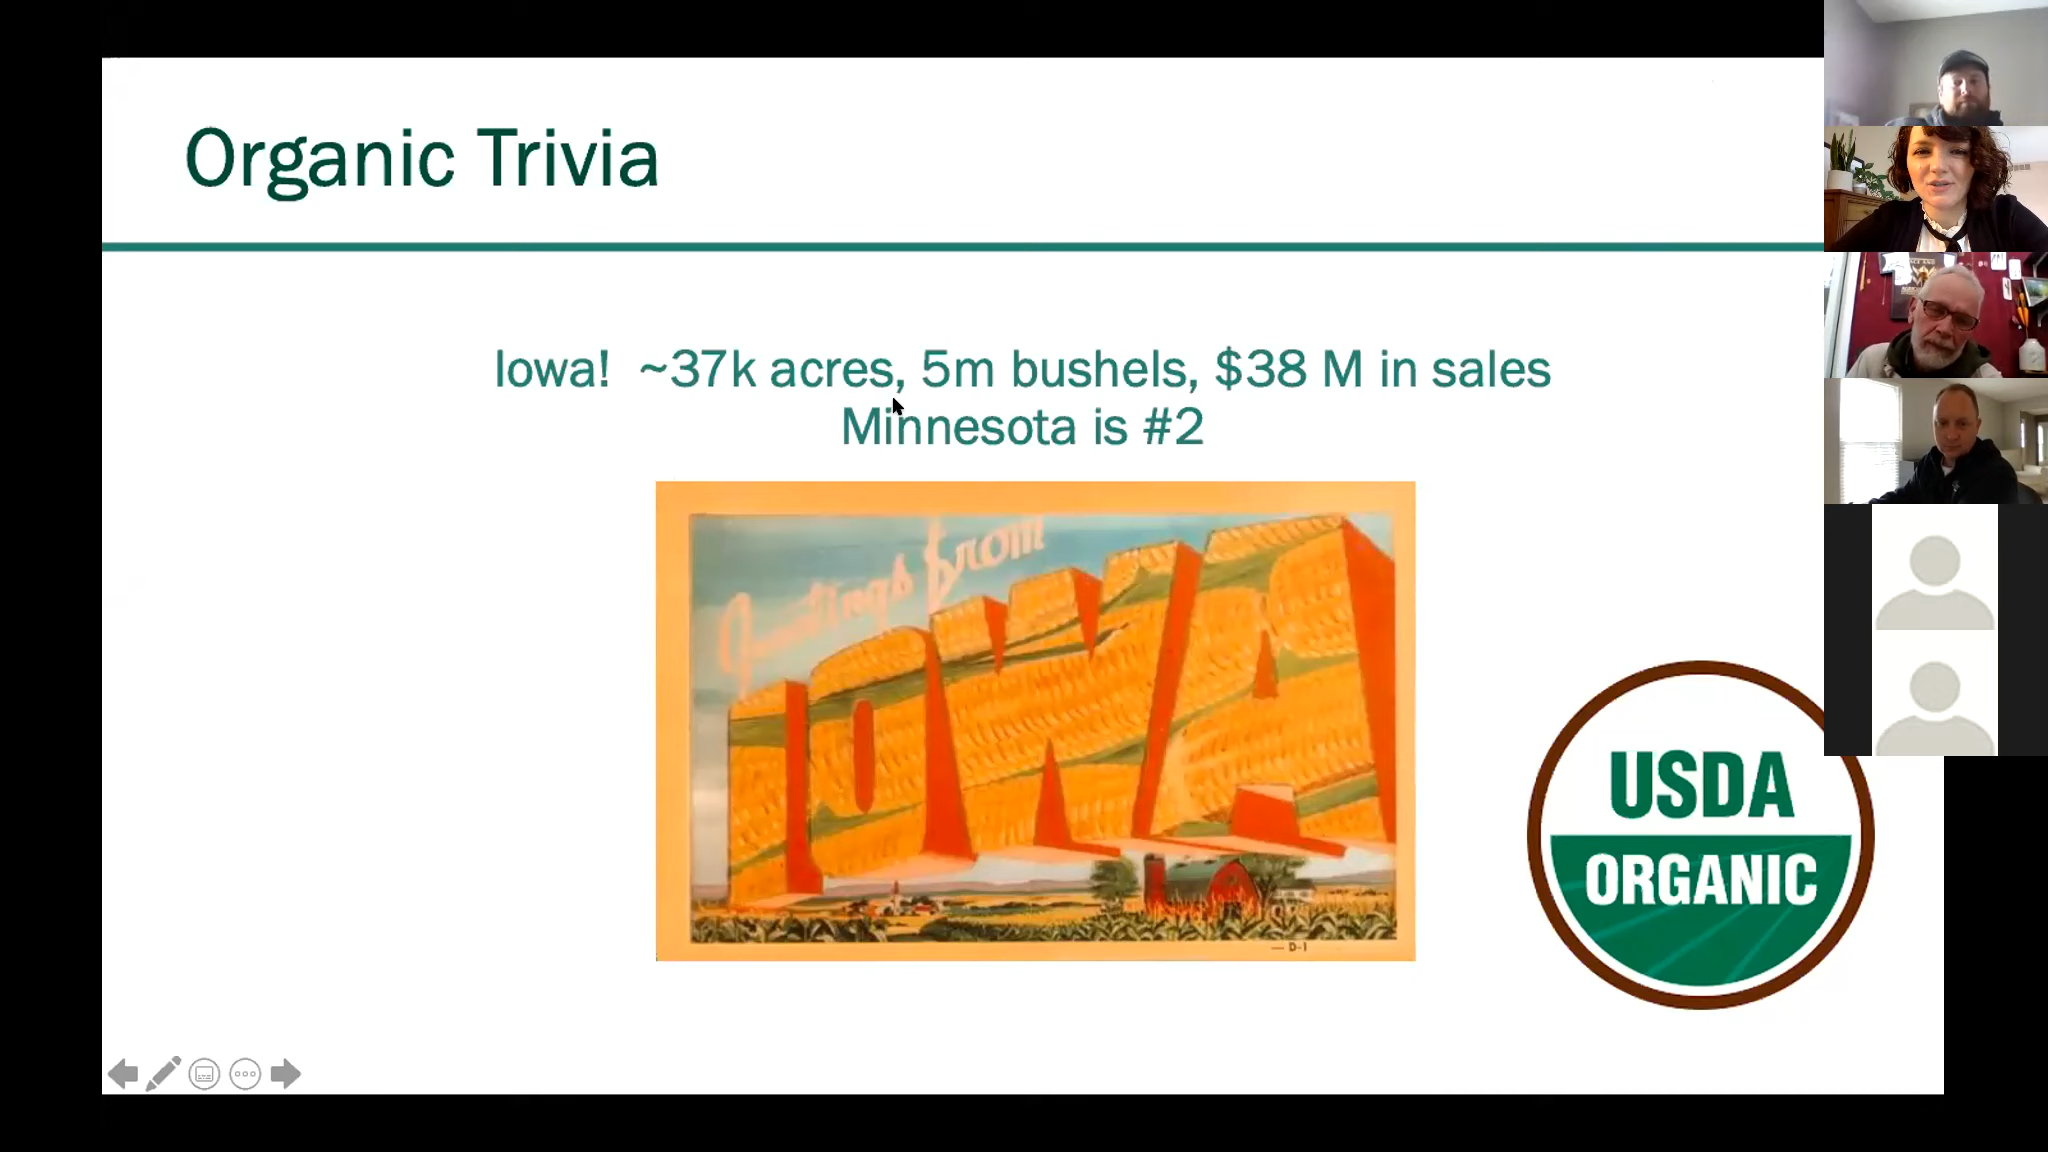 Organic Trivia
Iowa! ~37k acres, 5m bushels, $38 M in sales
Minnesota is #2
Greetings from
IOWA
— D-1
USDA
ORGANIC